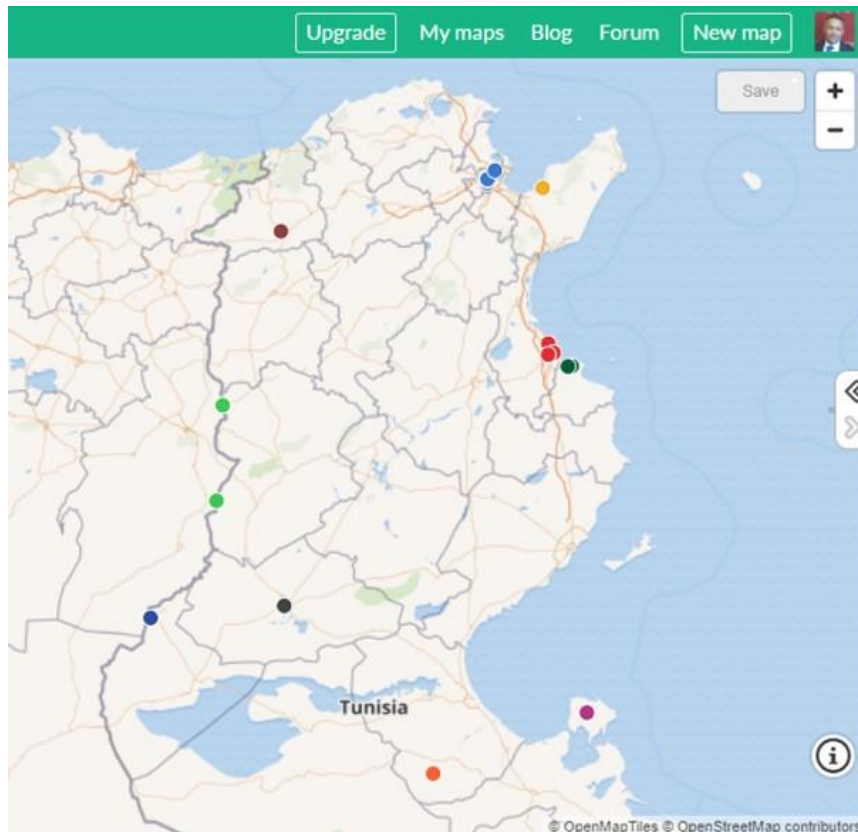 Upgrade My maps Blog Forum New map
Save
+
−
Tunisia
i
© OpenMapTiles © OpenStreetMap contributors